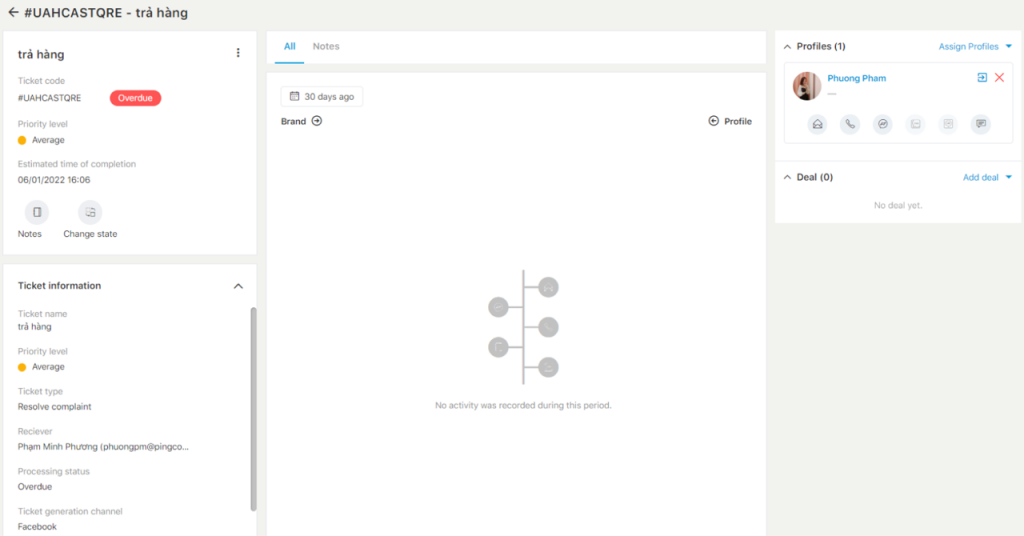 #UAHCASTQRE - trả hàng
trả hàng
Ticket code
#UAHCASTQRE
Overdue
Priority level
Average
Estimated time of completion
06/01/2022 16:06
Notes
Change state
Ticket information
Ticket name
trả hàng
Priority level
Average
Ticket type
Resolve complaint
Reciever
Phạm Minh Phương (phuongpm@pingco...
Processing status
Overdue
Ticket generation channel
Facebook
All
Notes
30 days ago
Brand
Profile
No activity was recorded during this period.
Profiles (1)
Assign Profiles
Phuong Pham
Deal (0)
Add deal
No deal yet.